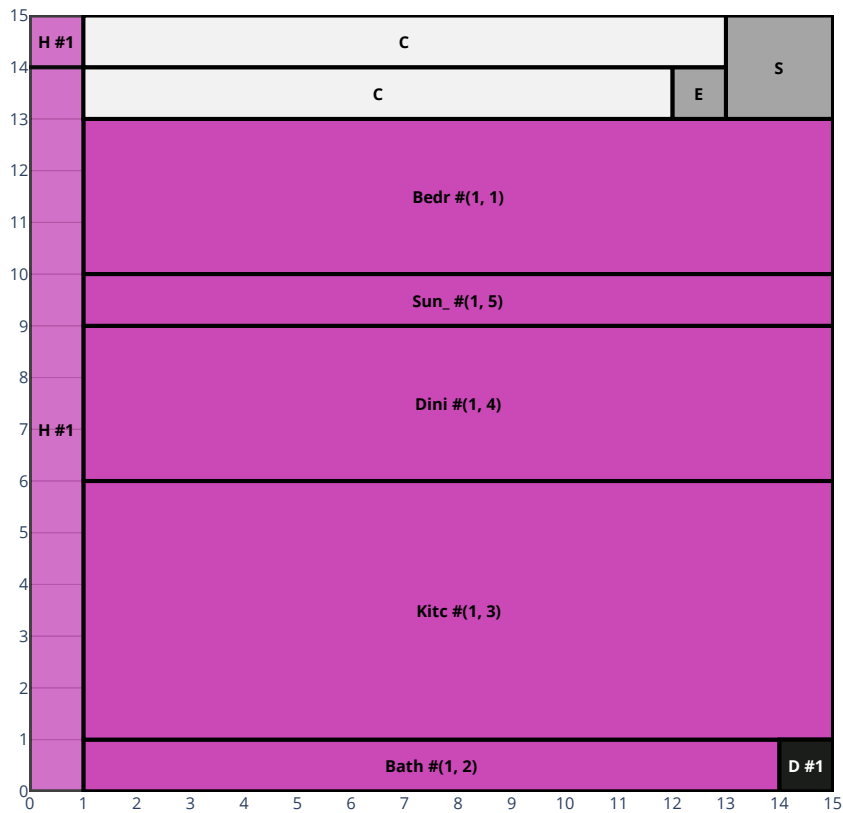 15
H #1
C
S
14
C
E
13
12
Bedr #(1, 1)
11
10
Sun_ #(1, 5)
9
8
Dini #(1, 4)
7
H #1
6
5
4
Kitc #(1, 3)
3
2
1
Bath #(1, 2)
D #1
0
0 1 2 3 4 5 6 7 8 9 10 11 12 13 14 15